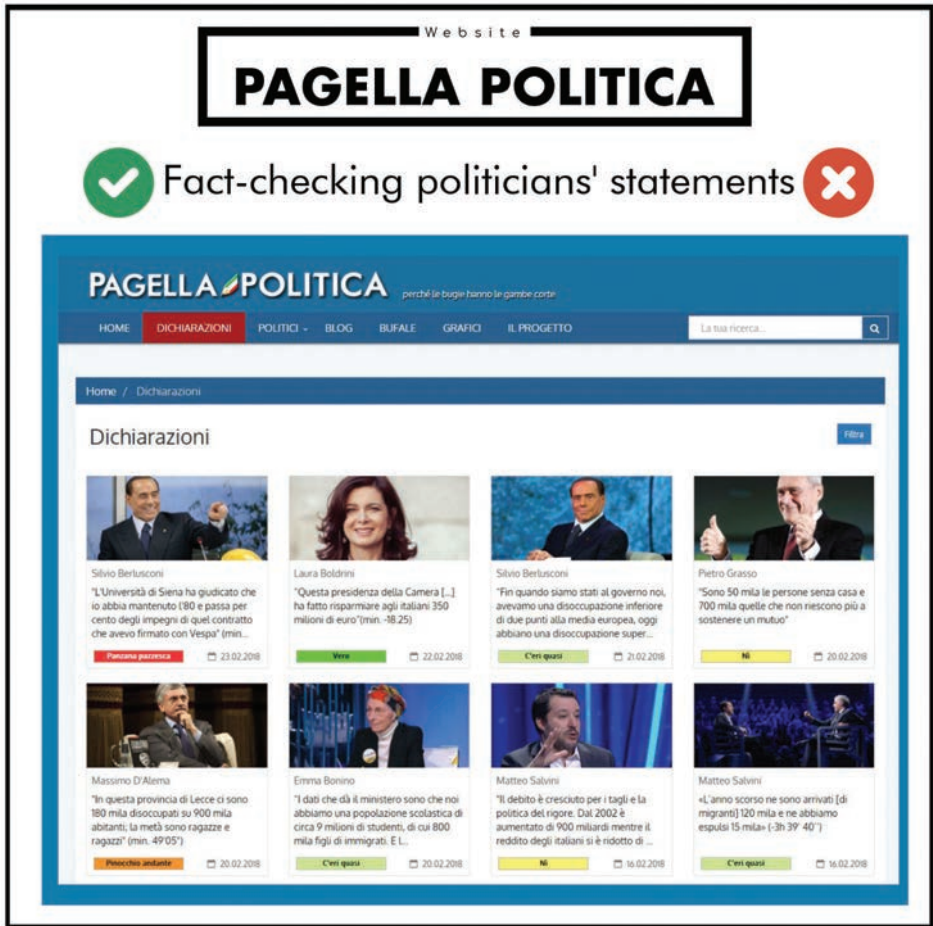 Website
PAGELLA POLITICA
Fact-checking politicians' statements
PAGELLA POLITICA perché le bugie hanno le gambe corte
HOME DICHIARAZIONI POLITICI BLOG BUFALE GRAFICI IL PROGETTO La tua ricerca...
Home / Dichiarazioni
Dichiarazioni Filtra
Silvio Berlusconi
"L'Università di Siena ha giudicato che
io abbia mantenuto l'80 e passa per
cento degli impegni di quel contratto
che avevo firmato con Vespa" (min...
Panzana pazzesca 23.02.2018
Laura Boldrini
"Questa presidenza della Camera [...]
ha fatto risparmiare agli italiani 350
milioni di euro"(min. -18.25)
Vero 22.02.2018
Silvio Berlusconi
"Fin quando siamo stati al governo noi,
avevamo una disoccupazione inferiore
di due punti alla media europea, oggi
abbiano una disoccupazione super...
C'eri quasi 21.02.2018
Pietro Grasso
"Sono 50 mila le persone senza casa e
700 mila quelle che non riescono più a
sostenere un mutuo"
Nì 20.02.2018
Massimo D'Alema
"In questa provincia di Lecce ci sono
180 mila disoccupati su 900 mila
abitanti; la metà sono ragazze e
ragazzi" (min. 49'05")
Pinocchio andante 20.02.2018
Emma Bonino
"I dati che dà il ministero sono che noi
abbiamo una popolazione scolastica di
circa 9 milioni di studenti, di cui 800
mila figli di immigrati. E l...
C'eri quasi 20.02.2018
Matteo Salvini
"Il debito è cresciuto per i tagli e la
politica del rigore. Dal 2002 è
aumentato di 900 miliardi mentre il
reddito degli italiani si è ridotto di ...
Nì 16.02.2018
Matteo Salvini
«L'anno scorso ne sono arrivati [di
migranti] 120 mila e ne abbiamo
espulsi 15 mila» (-3h 39' 40'')
C'eri quasi 16.02.2018